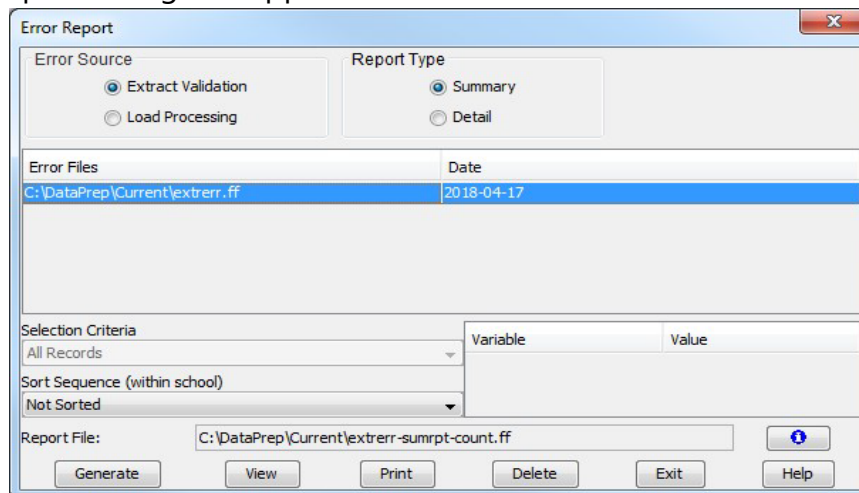 Error Report
Error Source
Report Type
Extract Validation
Summary
Load Processing
Detail
Error Files Date
C:\DataPrep\Current\extrerr.ff 2018-04-17
Selection Criteria
Variable Value
All Records
Sort Sequence (within school)
Not Sorted
Report File: C:\DataPrep\Current\extrerr-sumrpt-count.ff
Generate View Print Delete Exit Help